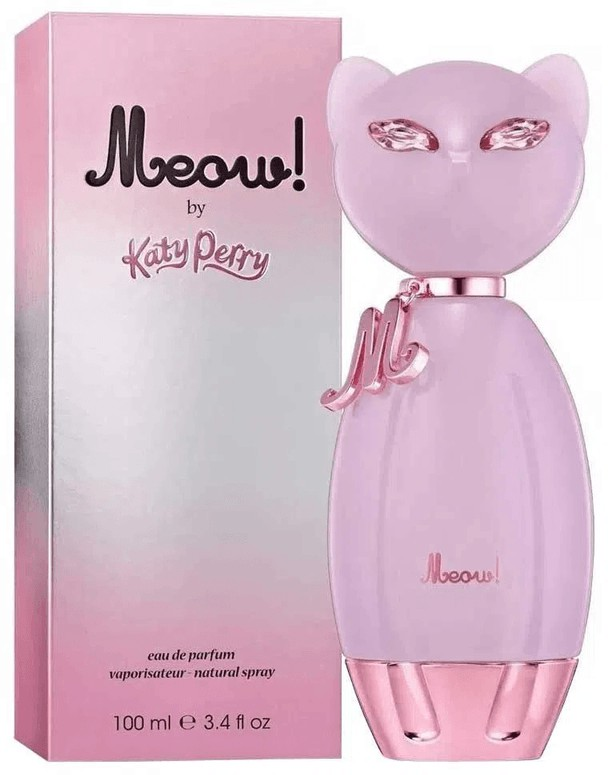 Meow!
by
Katy Perry
eau de parfum
vaporisateur - natural spray
100 ml ℮ 3.4 fl oz
M
Meow!